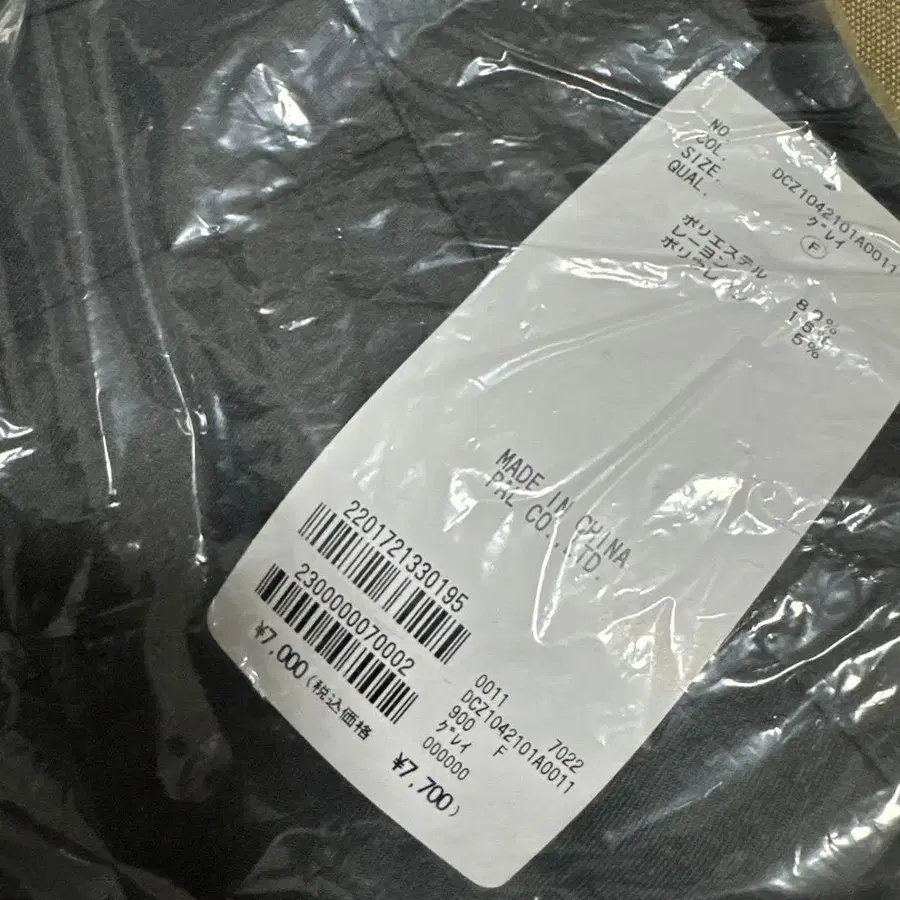 NO. DCZ1042101A0011
COL. グレイ
SIZE. F
QUAL.
ポリエステル 82%
レーヨン
ポリウレタン 5%
MADE IN CHINA
PAL CO.,LTD.
2201721330195
2300000070002
¥7,000(税込価格 ¥7,700)
0011 7022
DCZ1042101A0011
900 F
グレイ
000000